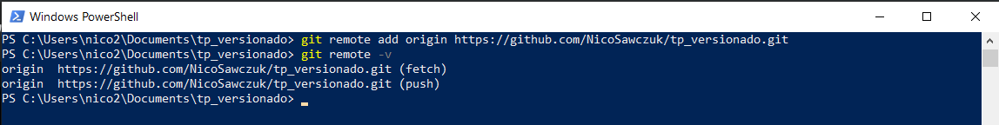 Windows PowerShell
PS C:\Users\nico2\Documents\tp_versionado> git remote add origin https://github.com/NicoSawczuk/tp_versionado.git
PS C:\Users\nico2\Documents\tp_versionado> git remote -v
origin  https://github.com/NicoSawczuk/tp_versionado.git (fetch)
origin  https://github.com/NicoSawczuk/tp_versionado.git (push)
PS C:\Users\nico2\Documents\tp_versionado>